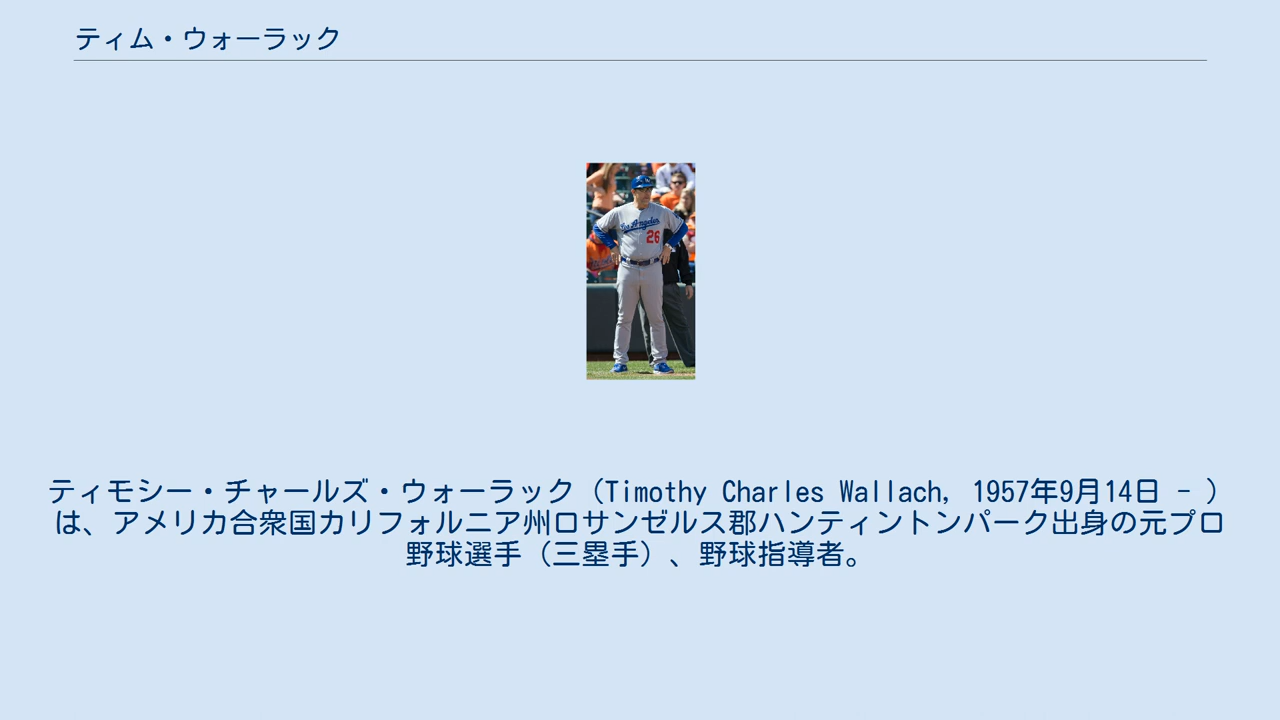 ティム・ウォーラック
Los Angeles
26
ティモシー・チャールズ・ウォーラック（Timothy Charles Wallach, 1957年9月14日 - ）
は、アメリカ合衆国カリフォルニア州ロサンゼルス郡ハンティントンパーク出身の元プロ
野球選手（三塁手）、野球指導者。